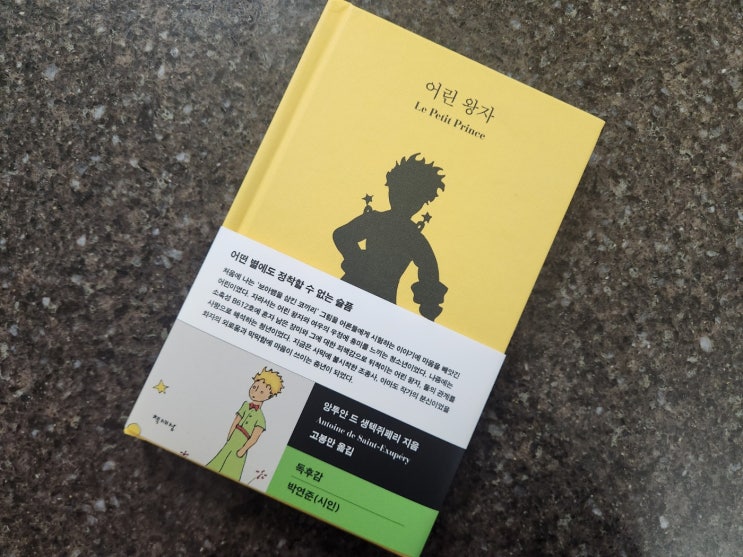 어린 왕자
Le Petit Prince
어떤 별에도 정착할 수 없는 슬픔
처음에 나는 '보아뱀을 삼킨 코끼리' 그림을 어른들에게 시험하는 이야기에 마음을 빼앗긴
어린이였다. 자라서는 어린 왕자와 여우의 우정에 흥미를 느끼는 청소년이었다. 나중에는
소혹성 B612호에 혼자 남은 장미와 그에 대한 죄책감으로 뒤척이는 어린 왕자, 둘의 관계를
사랑으로 해석하는 청년이었다. 지금은 사막에 불시착한 조종사, 아마도 작가의 분신이었을
화자의 외로움과 막막함에 마음이 쓰이는 중년이 되었다.
앙투안 드 생텍쥐페리 지음
Antoine de Saint-Exupéry
고봉만 옮김
독후감
박연준(시인)
책세상